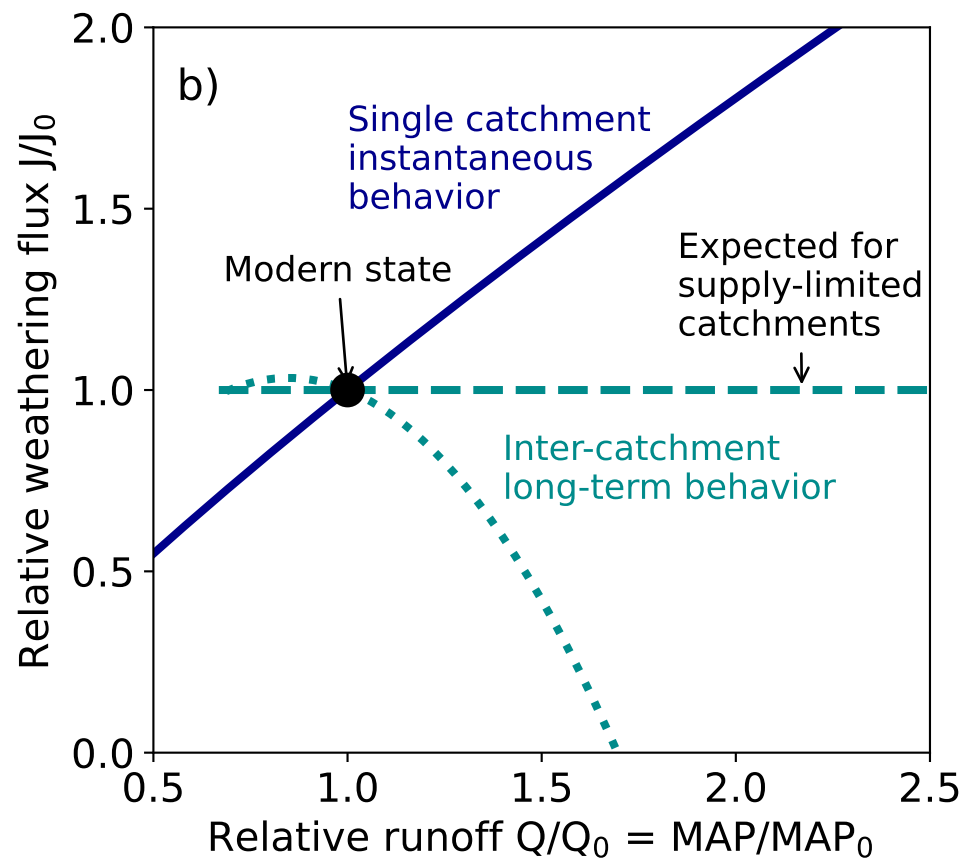 b)
Single catchment
instantaneous
behavior
Modern state
Expected for
supply-limited
catchments
Inter-catchment
long-term behavior
Relative weathering flux J/J₀
2.0
1.5
1.0
0.5
0.0
0.5 1.0 1.5 2.0 2.5
Relative runoff Q/Q₀ = MAP/MAP₀